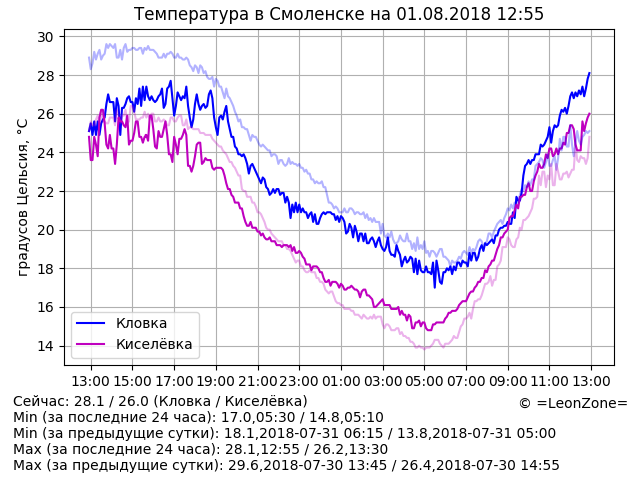 Температура в Смоленске на 01.08.2018 12:55
градусов Цельсия, °C
30
28
26
24
22
20
18
16
14
Кловка
Киселёвка
13:00 15:00 17:00 19:00 21:00 23:00 01:00 03:00 05:00 07:00 09:00 11:00 13:00
Сейчас: 28.1 / 26.0 (Кловка / Киселёвка)
© =LeonZone=
Min (за последние 24 часа): 17.0,05:30 / 14.8,05:10
Min (за предыдущие сутки): 18.1,2018-07-31 06:15 / 13.8,2018-07-31 05:00
Max (за последние 24 часа): 28.1,12:55 / 26.2,13:30
Max (за предыдущие сутки): 29.6,2018-07-30 13:45 / 26.4,2018-07-30 14:55